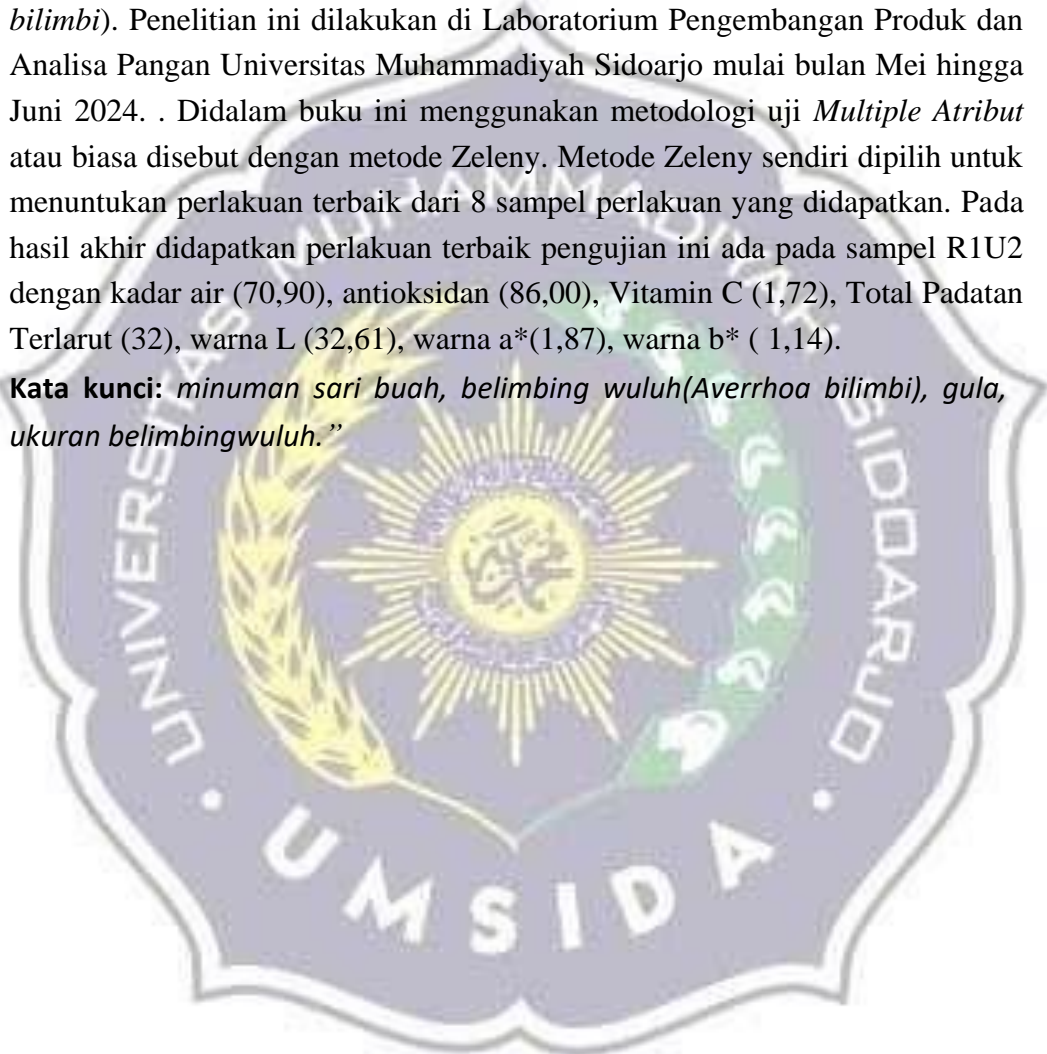 bilimbi). Penelitian ini dilakukan di Laboratorium Pengembangan Produk dan
Analisa Pangan Universitas Muhammadiyah Sidoarjo mulai bulan Mei hingga
Juni 2024. . Didalam buku ini menggunakan metodologi uji Multiple Atribut
atau biasa disebut dengan metode Zeleny. Metode Zeleny sendiri dipilih untuk
menuntukan perlakuan terbaik dari 8 sampel perlakuan yang didapatkan. Pada
hasil akhir didapatkan perlakuan terbaik pengujian ini ada pada sampel R1U2
dengan kadar air (70,90), antioksidan (86,00), Vitamin C (1,72), Total Padatan
Terlarut (32), warna L (32,61), warna a*(1,87), warna b* ( 1,14).
Kata kunci: minuman sari buah, belimbing wuluh(Averrhoa bilimbi), gula,
ukuran belimbingwuluh.”
UNIVERSITAS MUHAMMADIYAH SIDOARJO
UMSIDA